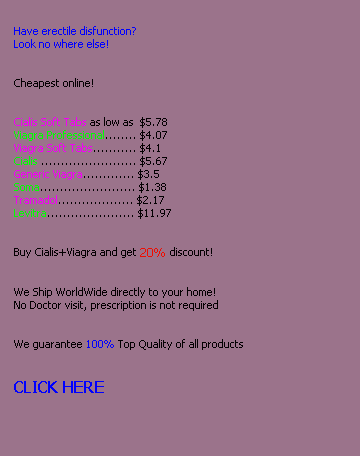 Have erectile disfunction?
Look no where else!
Cheapest online!
Cialis Soft Tabs as low as $5.78
Viagra Professional........ $4.07
Viagra Soft Tabs........... $4.1
Cialis ........................ $5.67
Generic Viagra............. $3.5
Soma........................ $1.38
Tramadol................... $2.17
Levitra...................... $11.97
Buy Cialis+Viagra and get 20% discount!
We Ship WorldWide directly to your home!
No Doctor visit, prescription is not required
We guarantee 100% Top Quality of all products
CLICK HERE